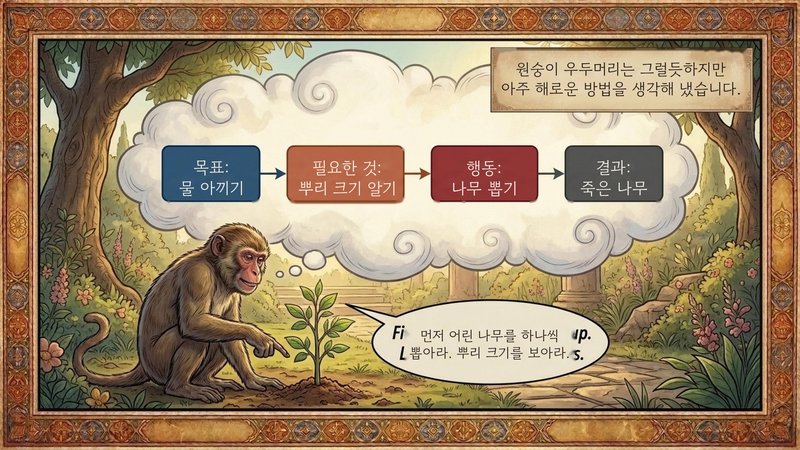 원숭이 우두머리는 그럴듯하지만
아주 해로운 방법을 생각해 냈습니다.
목표:
물 아끼기
필요한 것:
뿌리 크기 알기
행동:
나무 뽑기
결과:
죽은 나무
Fi 먼저 어린 나무를 하나씩 up.
L 뽑아라. 뿌리 크기를 보아라. s.